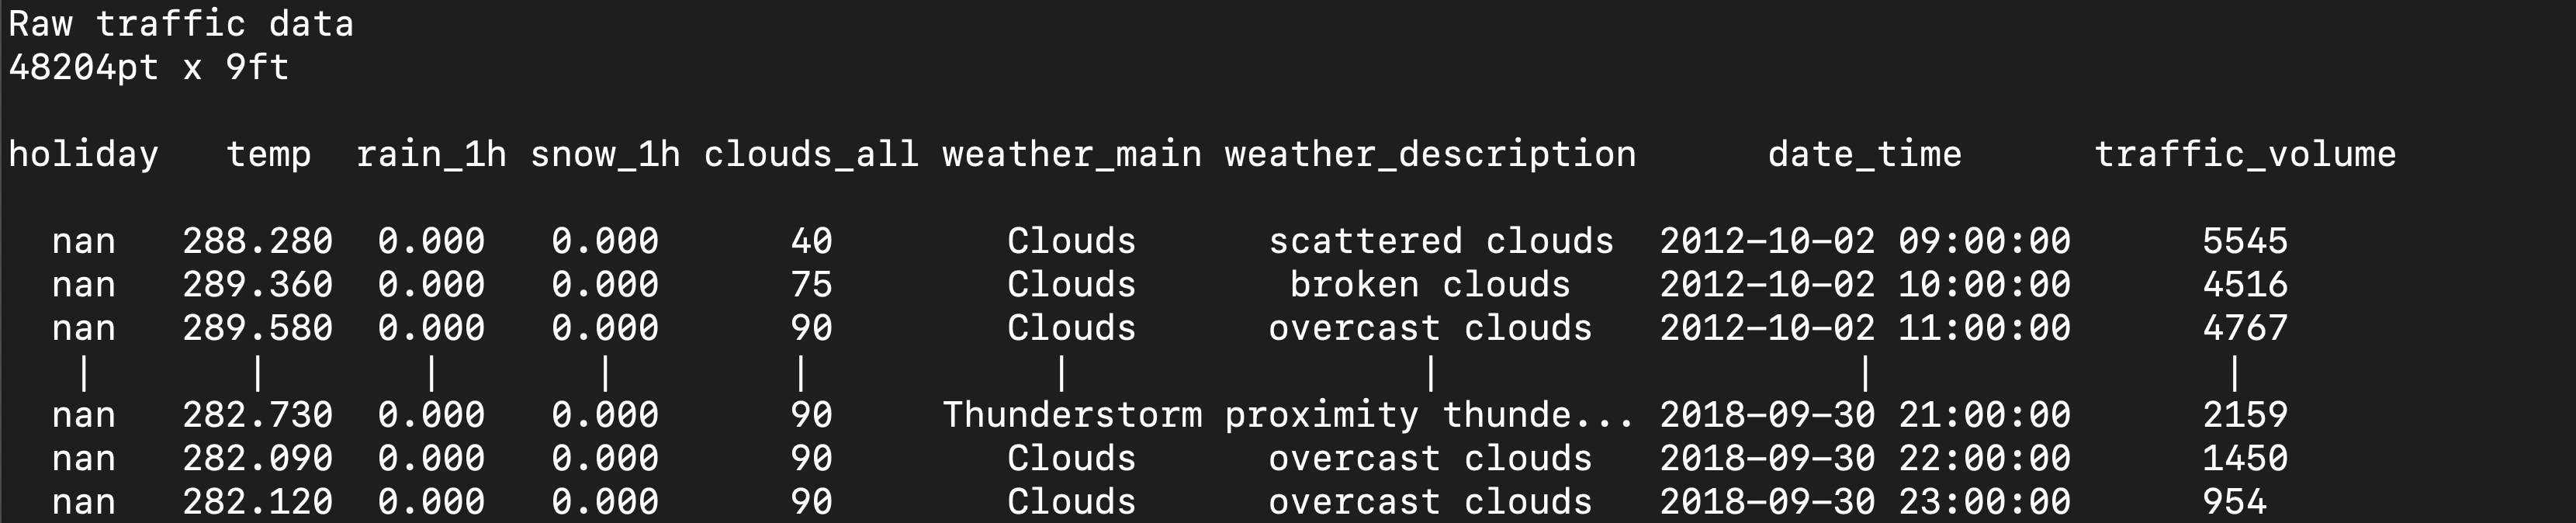 Raw traffic data
48204pt x 9ft
holiday temp rain_1h snow_1h clouds_all weather_main weather_description date_time traffic_volume
nan 288.280 0.000 0.000 40 Clouds scattered clouds 2012-10-02 09:00:00 5545
nan 289.360 0.000 0.000 75 Clouds broken clouds 2012-10-02 10:00:00 4516
nan 289.580 0.000 0.000 90 Clouds overcast clouds 2012-10-02 11:00:00 4767
| | | | | | | | |
nan 282.730 0.000 0.000 90 Thunderstorm proximity thunde... 2018-09-30 21:00:00 2159
nan 282.090 0.000 0.000 90 Clouds overcast clouds 2018-09-30 22:00:00 1450
nan 282.120 0.000 0.000 90 Clouds overcast clouds 2018-09-30 23:00:00 954